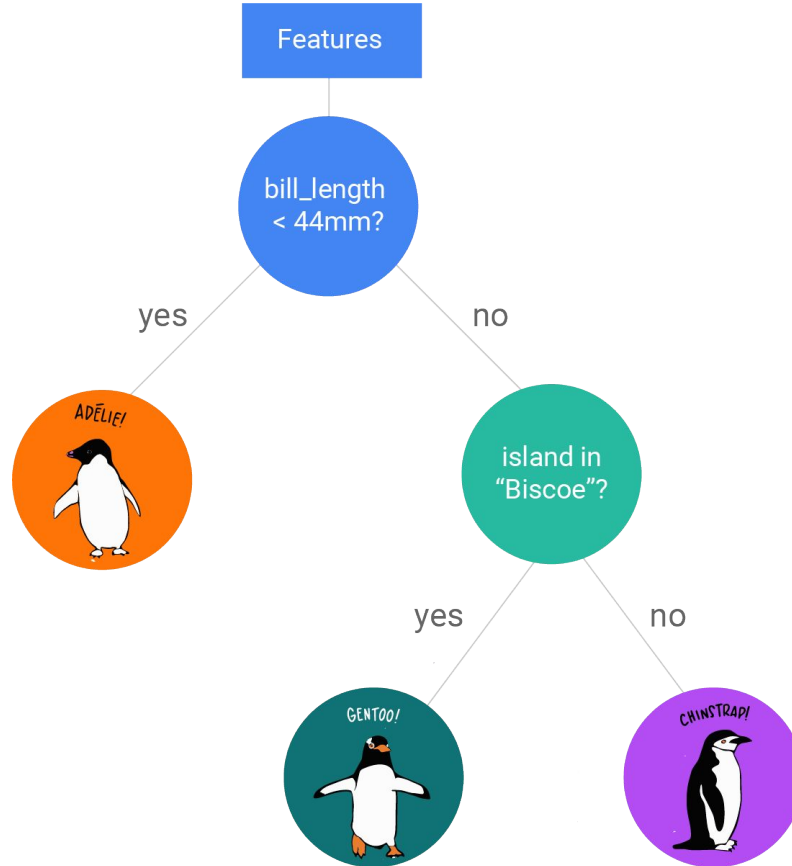 Features
bill_length
< 44mm?
yes
no
ADÉLIE!
island in
“Biscoe”?
yes
no
GENTOO!
CHINSTRAP!